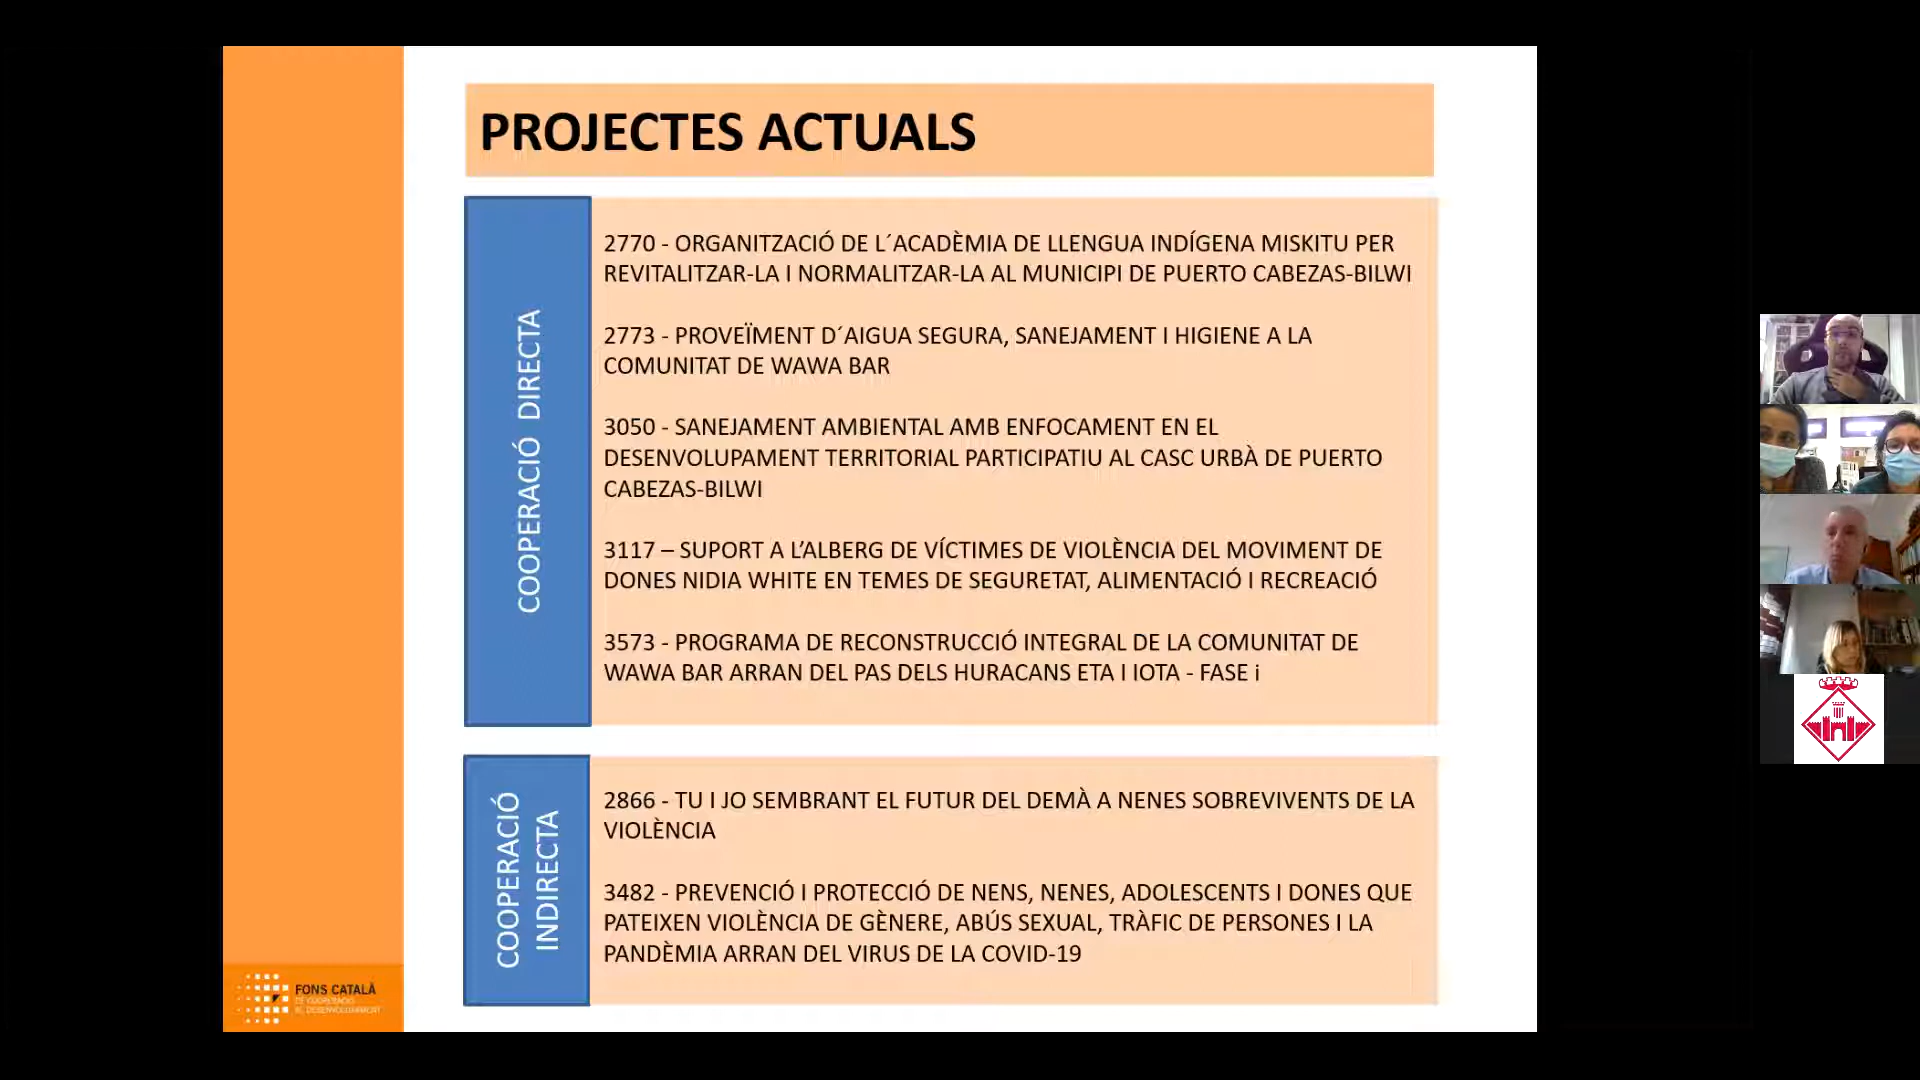 PROJECTES ACTUALS
COOPERACIÓ DIRECTA
2770 - ORGANITZACIÓ DE L´ACADÈMIA DE LLENGUA INDÍGENA MISKITU PER
REVITALITZAR-LA I NORMALITZAR-LA AL MUNICIPI DE PUERTO CABEZAS-BILWI
2773 - PROVEÏMENT D´AIGUA SEGURA, SANEJAMENT I HIGIENE A LA
COMUNITAT DE WAWA BAR
3050 - SANEJAMENT AMBIENTAL AMB ENFOCAMENT EN EL
DESENVOLUPAMENT TERRITORIAL PARTICIPATIU AL CASC URBÀ DE PUERTO
CABEZAS-BILWI
3117 – SUPORT A L’ALBERG DE VÍCTIMES DE VIOLÈNCIA DEL MOVIMENT DE
DONES NIDIA WHITE EN TEMES DE SEGURETAT, ALIMENTACIÓ I RECREACIÓ
3573 - PROGRAMA DE RECONSTRUCCIÓ INTEGRAL DE LA COMUNITAT DE
WAWA BAR ARRAN DEL PAS DELS HURACANS ETA I IOTA - FASE i
COOPERACIÓ
INDIRECTA
2866 - TU I JO SEMBRANT EL FUTUR DEL DEMÀ A NENES SOBREVIVENTS DE LA
VIOLÈNCIA
3482 - PREVENCIÓ I PROTECCIÓ DE NENS, NENES, ADOLESCENTS I DONES QUE
PATEIXEN VIOLÈNCIA DE GÈNERE, ABÚS SEXUAL, TRÀFIC DE PERSONES I LA
PANDÈMIA ARRAN DEL VIRUS DE LA COVID-19
FONS CATALÀ
DE COOPERACIÓ
AL DESENVOLUPAMENT